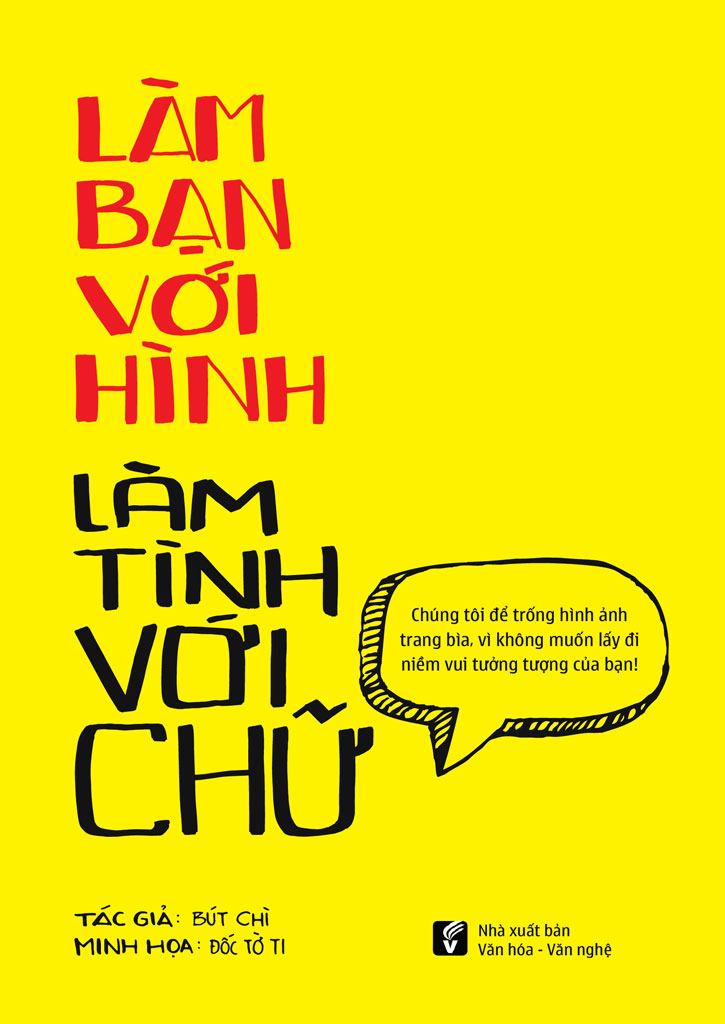 LÀM
BẠN
VỚI
HÌNH
LÀM
TÌNH
VỚI
CHỮ
Chúng tôi để trống hình ảnh
trang bìa, vì không muốn lấy đi
niềm vui tưởng tượng của bạn!
TÁC GIẢ: BÚT CHÌ
MINH HỌA: ĐỐC TỜ TI
Nhà xuất bản
Văn hóa - Văn nghệ